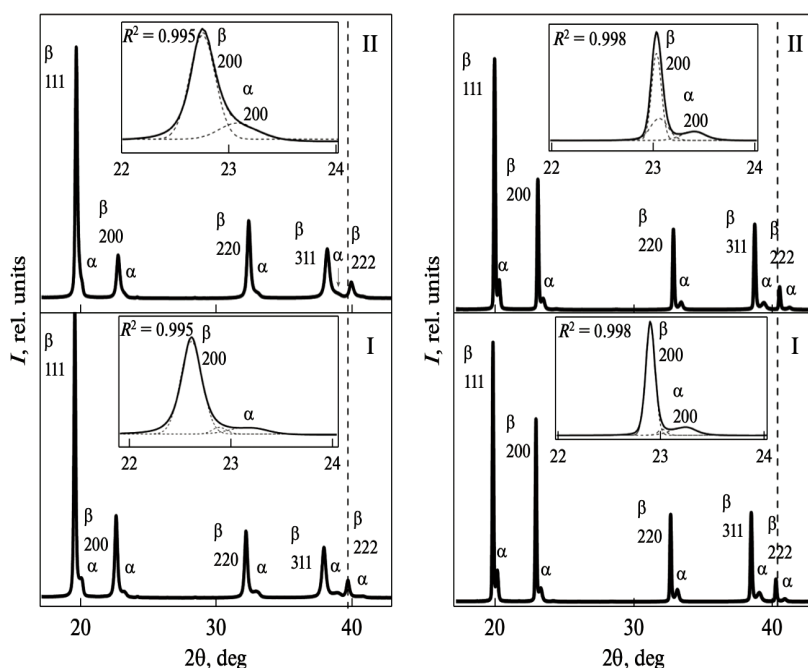 I, rel. units
II
R² = 0.995
β
200
α
200
22
23
24
β
111
α
β
200
α
β
220
α
β
311
α
β
222
I
R² = 0.995
β
200
α
22
23
24
β
111
α
β
200
α
β
220
α
β
311
α
β
222
α
20
30
40
2θ, deg
I, rel. units
II
R² = 0.998
β
200
α
200
22
23
24
β
111
α
β
200
α
β
220
α
β
311
α
β
222
α
I
R² = 0.998
β
200
α
200
22
23
24
β
111
α
β
200
α
β
220
α
β
311
α
β
222
α
20
30
40
2θ, deg